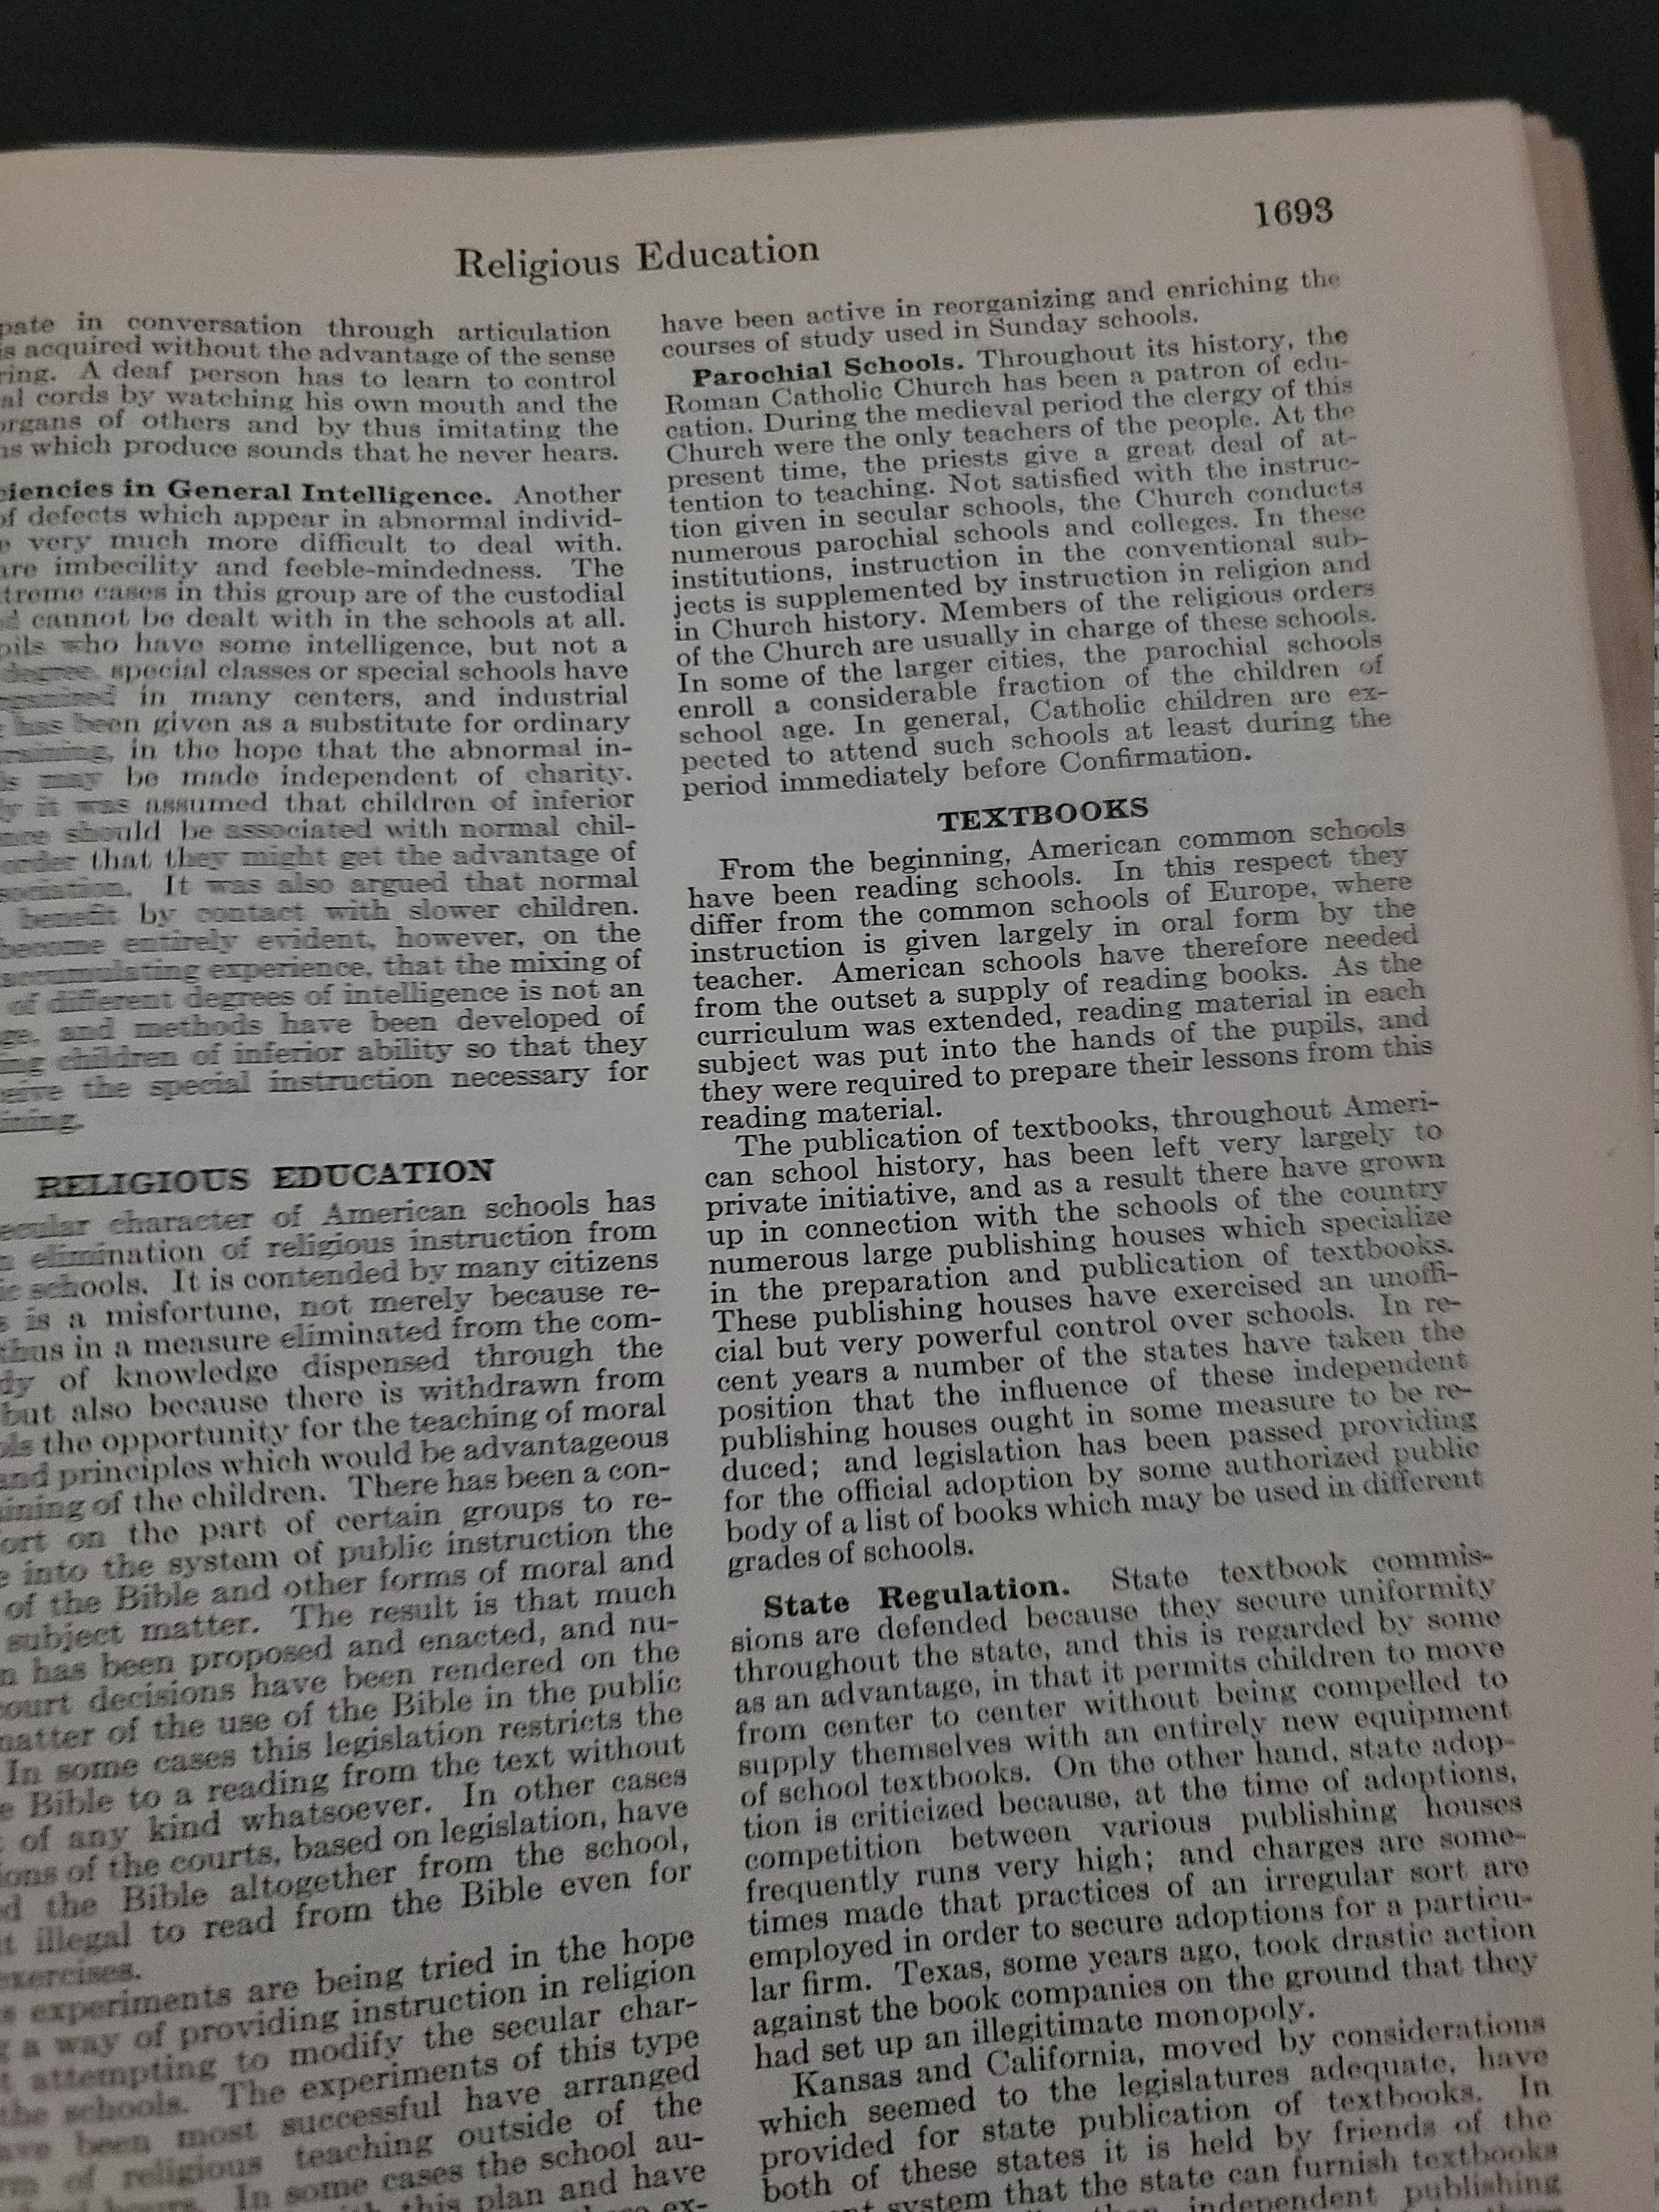 1693
Religious Education
in conversation through articulation
acquired without the advantage of the sense
A deaf person has to learn to control
cords by watching his own mouth and the
of others and by thus imitating the
which produce sounds that he never hears.
in General Intelligence. Another
of defects which appear in abnormal individ-
very much more difficult to deal with.
are imbecility and feeble-mindedness. The
cases in this group are of the custodial
cannot be dealt with in the schools at all.
who have some intelligence, but not a
degree, special classes or special schools have
in many centers, and industrial
has been given as a substitute for ordinary
training, in the hope that the abnormal in-
may be made independent of charity.
it was assumed that children of inferior
should be associated with normal chil-
order that they might get the advantage of
It was also argued that normal
benefit by contact with slower children.
become entirely evident, however, on the
accumulating experience, that the mixing of
of different degrees of intelligence is not an
and methods have been developed of
children of inferior ability so that they
the special instruction necessary for
RELIGIOUS EDUCATION
character of American schools has
elimination of religious instruction from
schools. It is contended by many citizens
is a misfortune, not merely because re-
thus in a measure eliminated from the com-
of knowledge dispensed through the
but also because there is withdrawn from
the opportunity for the teaching of moral
and principles which would be advantageous
of the children. There has been a con-
on the part of certain groups to re-
into the system of public instruction the
of the Bible and other forms of moral and
subject matter. The result is that much
has been proposed and enacted, and nu-
court decisions have been rendered on the
matter of the use of the Bible in the public
In some cases this legislation restricts the
Bible to a reading from the text without
of any kind whatsoever. In other cases
of the courts, based on legislation, have
the Bible altogether from the school,
illegal to read from the Bible even for
exercises.
experiments are being tried in the hope
a way of providing instruction in religion
attempting to modify the secular char-
the schools. The experiments of this type
been most successful have arranged
of religious teaching outside of the
hours. In some cases the school au-
this plan and have
ex-
have been active in reorganizing and enriching the
courses of study used in Sunday schools.
Parochial Schools. Throughout its history, the
Roman Catholic Church has been a patron of edu-
cation. During the medieval period the clergy of this
Church were the only teachers of the people. At the
present time, the priests give a great deal of at-
tention to teaching. Not satisfied with the instruc-
tion given in secular schools, the Church conducts
numerous parochial schools and colleges. In these
institutions, instruction in the conventional sub-
jects is supplemented by instruction in religion and
in Church history. Members of the religious orders
of the Church are usually in charge of these schools.
In some of the larger cities, the parochial schools
enroll a considerable fraction of the children of
school age. In general, Catholic children are ex-
pected to attend such schools at least during the
period immediately before Confirmation.
TEXTBOOKS
From the beginning, American common schools
have been reading schools. In this respect they
differ from the common schools of Europe, where
instruction is given largely in oral form by the
teacher. American schools have therefore needed
from the outset a supply of reading books. As the
curriculum was extended, reading material in each
subject was put into the hands of the pupils, and
they were required to prepare their lessons from this
reading material.
The publication of textbooks, throughout Ameri-
can school history, has been left very largely to
private initiative, and as a result there have grown
up in connection with the schools of the country
numerous large publishing houses which specialize
in the preparation and publication of textbooks.
These publishing houses have exercised an unoffi-
cial but very powerful control over schools. In re-
cent years a number of the states have taken the
position that the influence of these independent
publishing houses ought in some measure to be re-
duced; and legislation has been passed providing
for the official adoption by some authorized public
body of a list of books which may be used in different
grades of schools.
State Regulation. State textbook commis-
sions are defended because they secure uniformity
throughout the state, and this is regarded by some
as an advantage, in that it permits children to move
from center to center without being compelled to
supply themselves with an entirely new equipment
of school textbooks. On the other hand, state adop-
tion is criticized because, at the time of adoptions,
competition between various publishing houses
frequently runs very high; and charges are some-
times made that practices of an irregular sort are
employed in order to secure adoptions for a particu-
lar firm. Texas, some years ago, took drastic action
against the book companies on the ground that they
had set up an illegitimate monopoly.
Kansas and California, moved by considerations
which seemed to the legislatures adequate, have
provided for state publication of textbooks. In
both of these states it is held by friends of the
system that the state can furnish textbooks
independent publishing